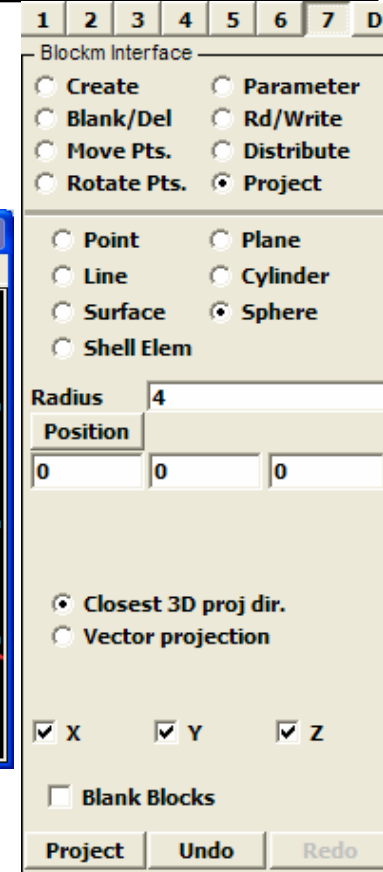 1 2 3 4 5 6 7 D
Blockm Interface
Create Parameter
Blank/Del Rd/Write
Move Pts. Distribute
Rotate Pts. Project
Point Plane
Line Cylinder
Surface Sphere
Shell Elem
Radius 4
Position
0 0 0
Closest 3D proj dir.
Vector projection
X Y Z
Blank Blocks
Project Undo Redo